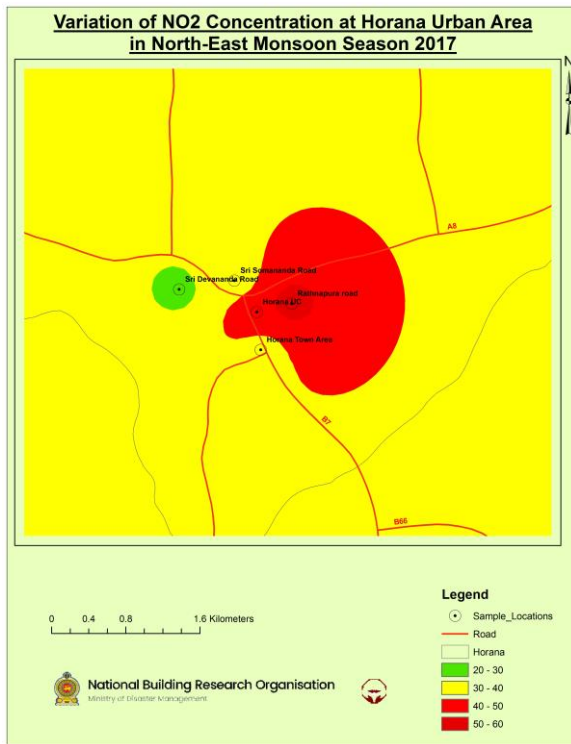 Variation of NO2 Concentration at Horana Urban Area
in North-East Monsoon Season 2017
N
A8
Sri Somananda Road
Sri Devananda Road
Rathnapura road
Horana UC
Horana Town Area
B7
B66
0 0.4 0.8 1.6 Kilometers
Legend
Sample_Locations
Road
Horana
20 - 30
30 - 40
40 - 50
50 - 60
National Building Research Organisation
Ministry of Disaster Management